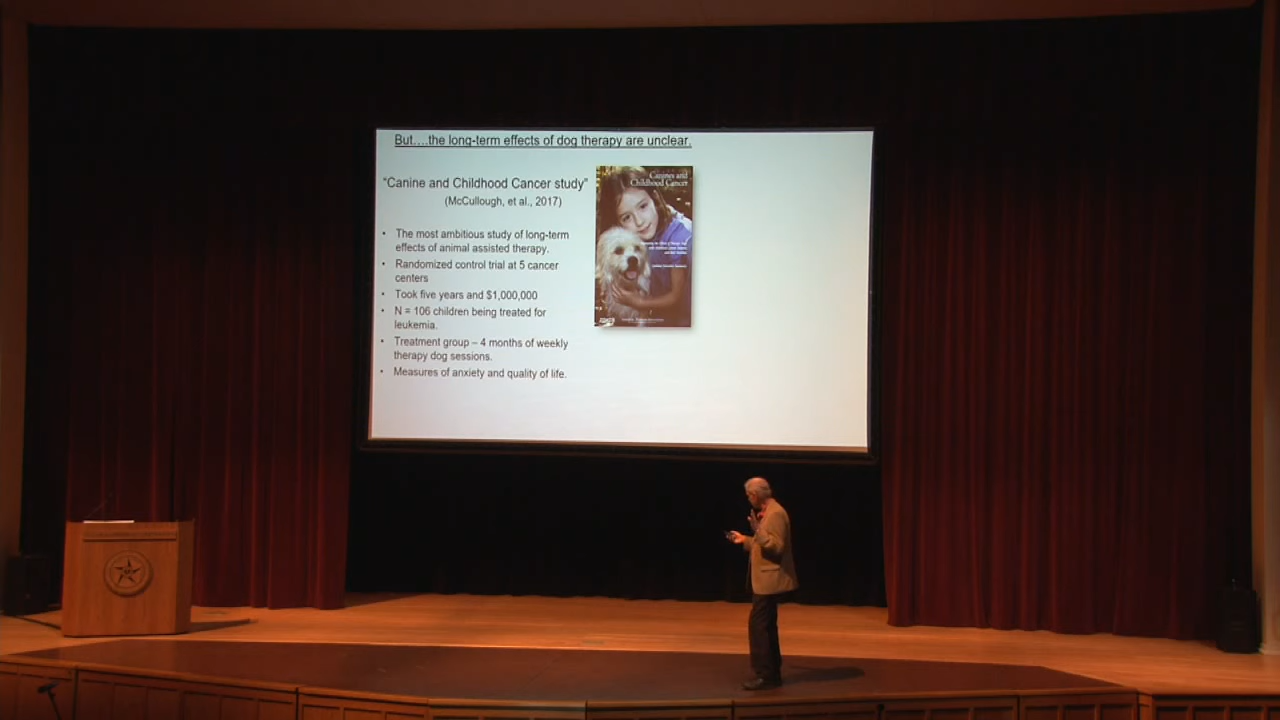 But....the long-term effects of dog therapy are unclear.
“Canine and Childhood Cancer study”
(McCullough, et al., 2017)
• The most ambitious study of long-term
effects of animal assisted therapy.
• Randomized control trial at 5 cancer
centers
• Took five years and $1,000,000
• N = 106 children being treated for
leukemia.
• Treatment group – 4 months of weekly
therapy dog sessions.
• Measures of anxiety and quality of life.
Canines and
Childhood Cancer